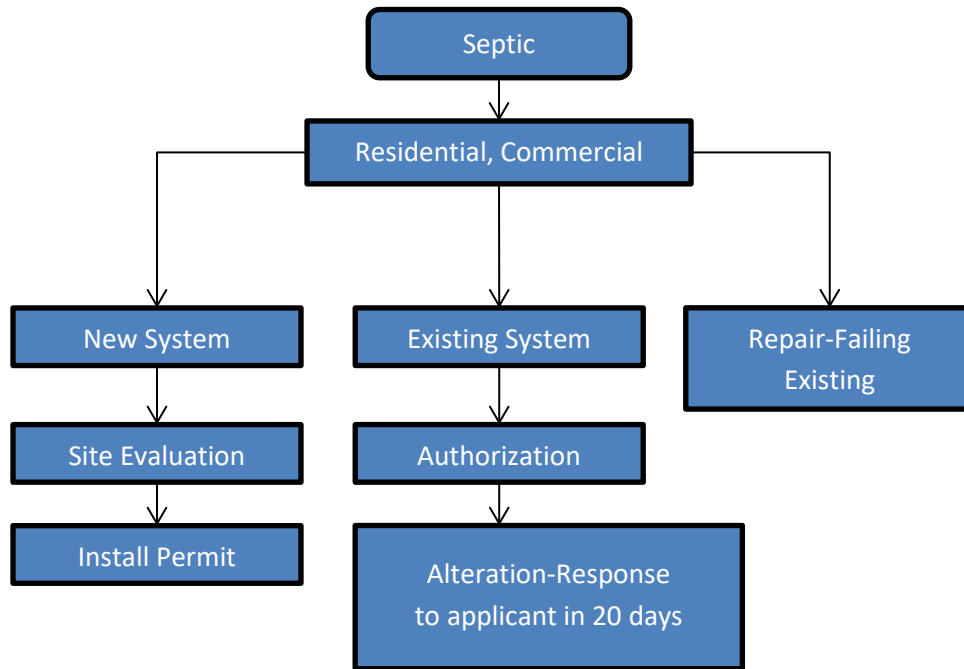 Septic
Residential, Commercial
New System
Existing System
Repair-Failing
Existing
Site Evaluation
Authorization
Install Permit
Alteration-Response
to applicant in 20 days